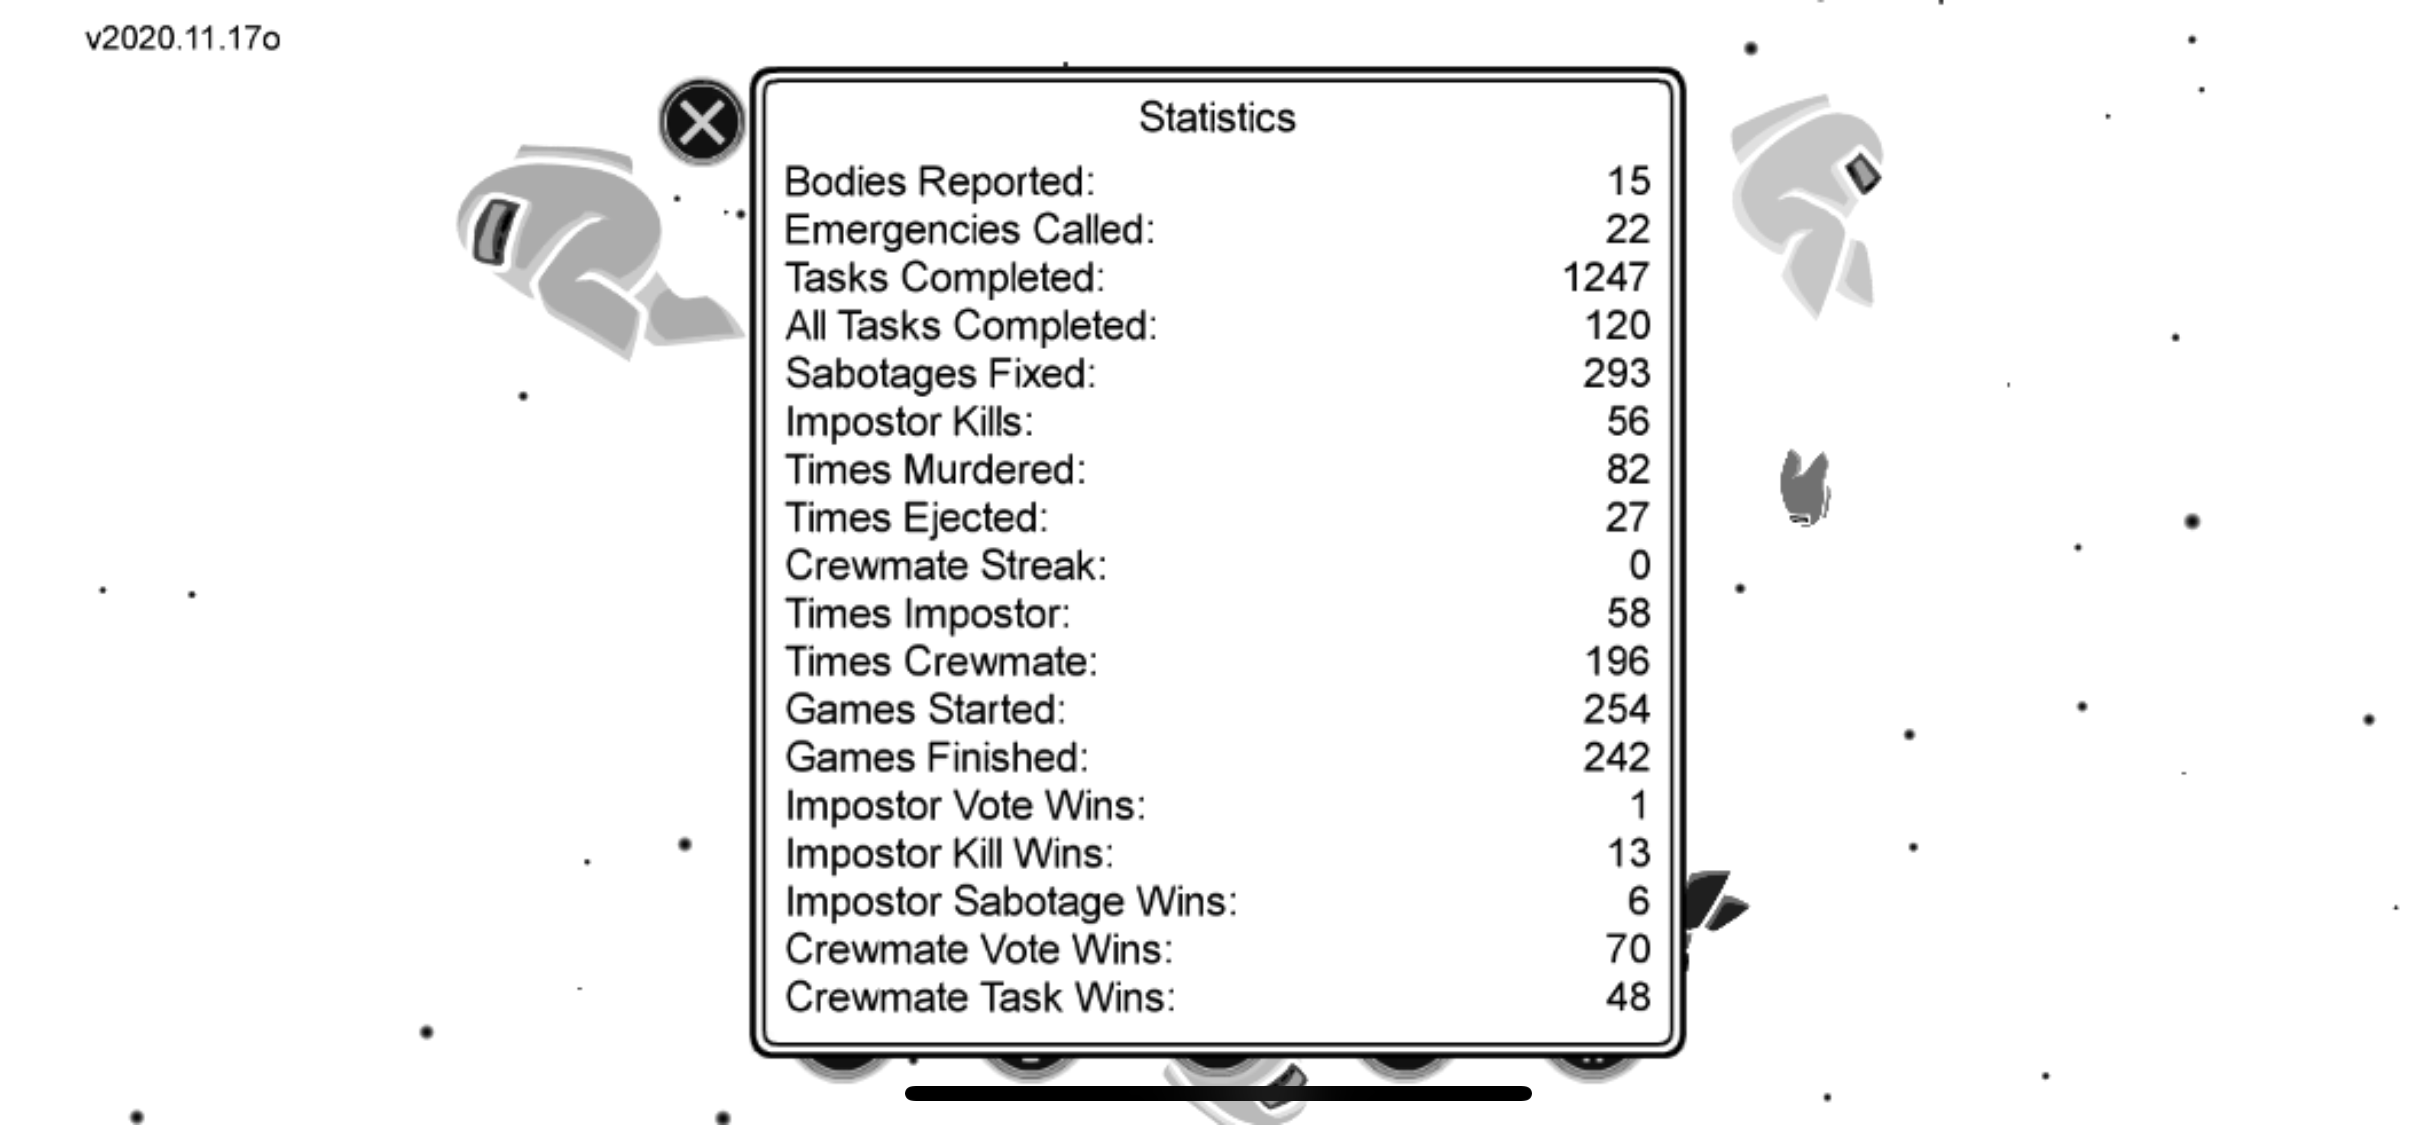 v2020.11.17o
Statistics
Bodies Reported: 15
Emergencies Called: 22
Tasks Completed: 1247
All Tasks Completed: 120
Sabotages Fixed: 293
Impostor Kills: 56
Times Murdered: 82
Times Ejected: 27
Crewmate Streak: 0
Times Impostor: 58
Times Crewmate: 196
Games Started: 254
Games Finished: 242
Impostor Vote Wins: 1
Impostor Kill Wins: 13
Impostor Sabotage Wins: 6
Crewmate Vote Wins: 70
Crewmate Task Wins: 48